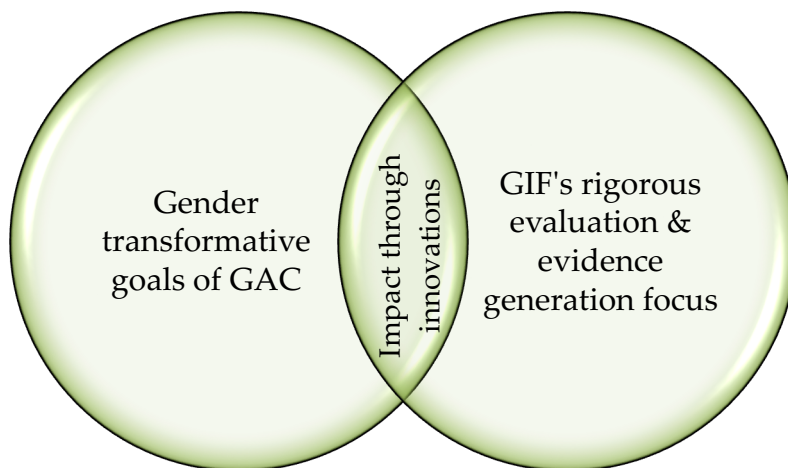 Gender
transformative
goals of GAC
Impact through
innovations
GIF's rigorous
evaluation &
evidence
generation focus